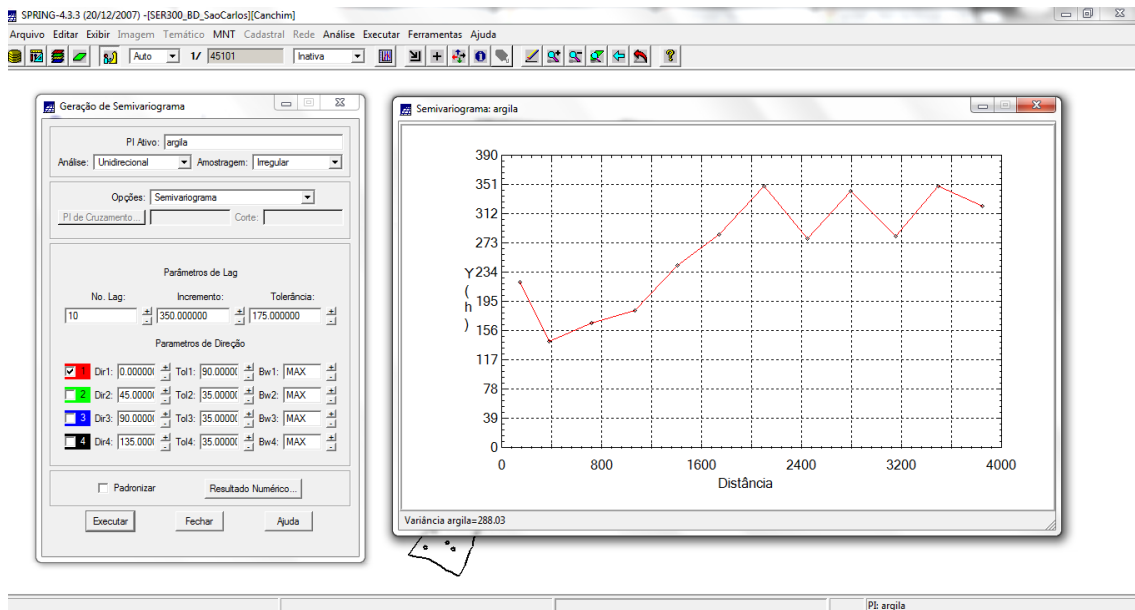 SPRING-4.3.3 (20/12/2007) -[SER300_BD_SaoCarlos][Canchim]
Arquivo Editar Exibir Imagem Temático MNT Cadastral Rede Análise Executar Ferramentas Ajuda
Auto 1/ 45101 Inativa
Geração de Semivariograma
PI Ativo: argila
Análise: Unidirecional Amostragem: Irregular
Opções: Semivariograma
PI de Cruzamento... Corte:
Parâmetros de Lag
No. Lag: Incremento: Tolerância:
10 350.000000 175.000000
Parametros de Direção
1 Dir1: 0.00000( Tol1: 90.0000( Bw1: MAX
2 Dir2: 45.0000( Tol2: 35.0000( Bw2: MAX
3 Dir3: 90.0000( Tol3: 35.0000( Bw3: MAX
4 Dir4: 135.000( Tol4: 35.0000( Bw4: MAX
Padronizar Resultado Numérico...
Executar Fechar Ajuda
Semivariograma: argila
390
351
312
273
234
195
156
117
78
39
0
Υ(h)
0 800 1600 2400 3200 4000
Distância
Variância argila=288.03
PI: argila